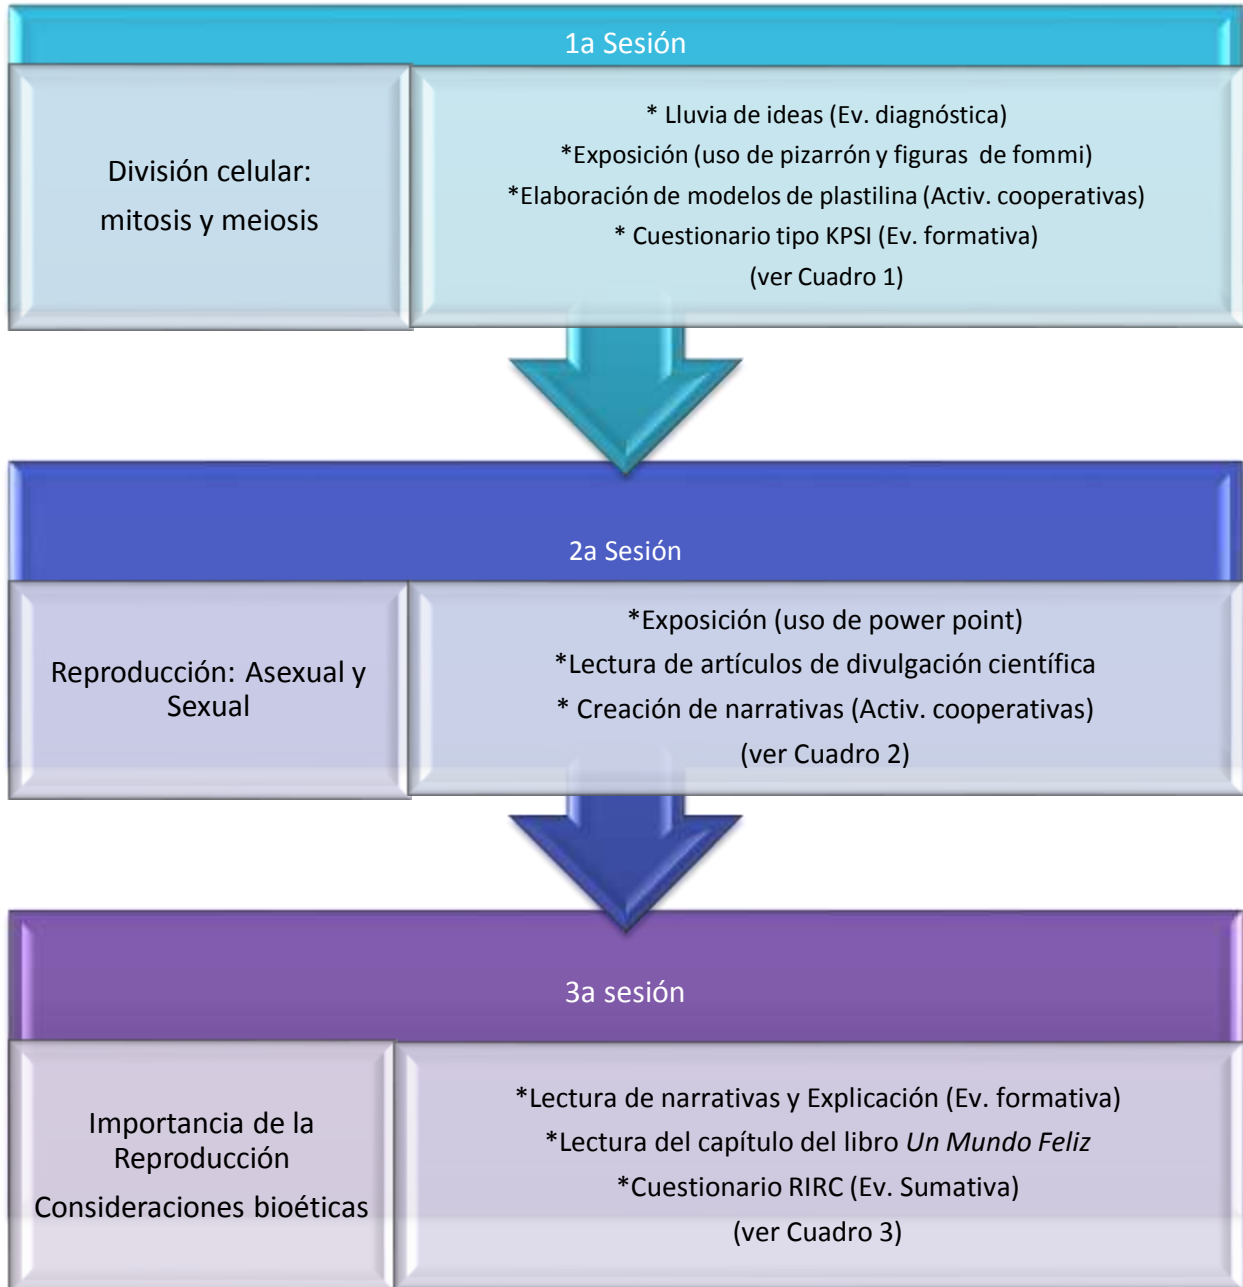 1a Sesión
División celular:
mitosis y meiosis
* Lluvia de ideas (Ev. diagnóstica)
*Exposición (uso de pizarrón y figuras de fommi)
*Elaboración de modelos de plastilina (Activ. cooperativas)
* Cuestionario tipo KPSI (Ev. formativa)
(ver Cuadro 1)
2a Sesión
Reproducción: Asexual y
Sexual
*Exposición (uso de power point)
*Lectura de artículos de divulgación científica
* Creación de narrativas (Activ. cooperativas)
(ver Cuadro 2)
3a sesión
Importancia de la
Reproducción
Consideraciones bioéticas
*Lectura de narrativas y Explicación (Ev. formativa)
*Lectura del capítulo del libro Un Mundo Feliz
*Cuestionario RIRC (Ev. Sumativa)
(ver Cuadro 3)